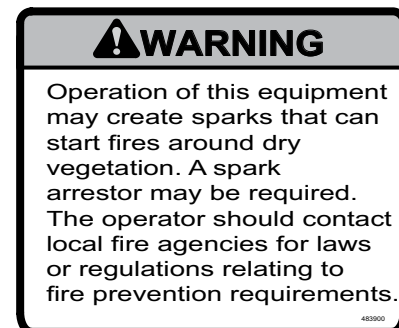 WARNING
Operation of this equipment
may create sparks that can
start fires around dry
vegetation. A spark
arrestor may be required.
The operator should contact
local fire agencies for laws
or regulations relating to
fire prevention requirements.
483900